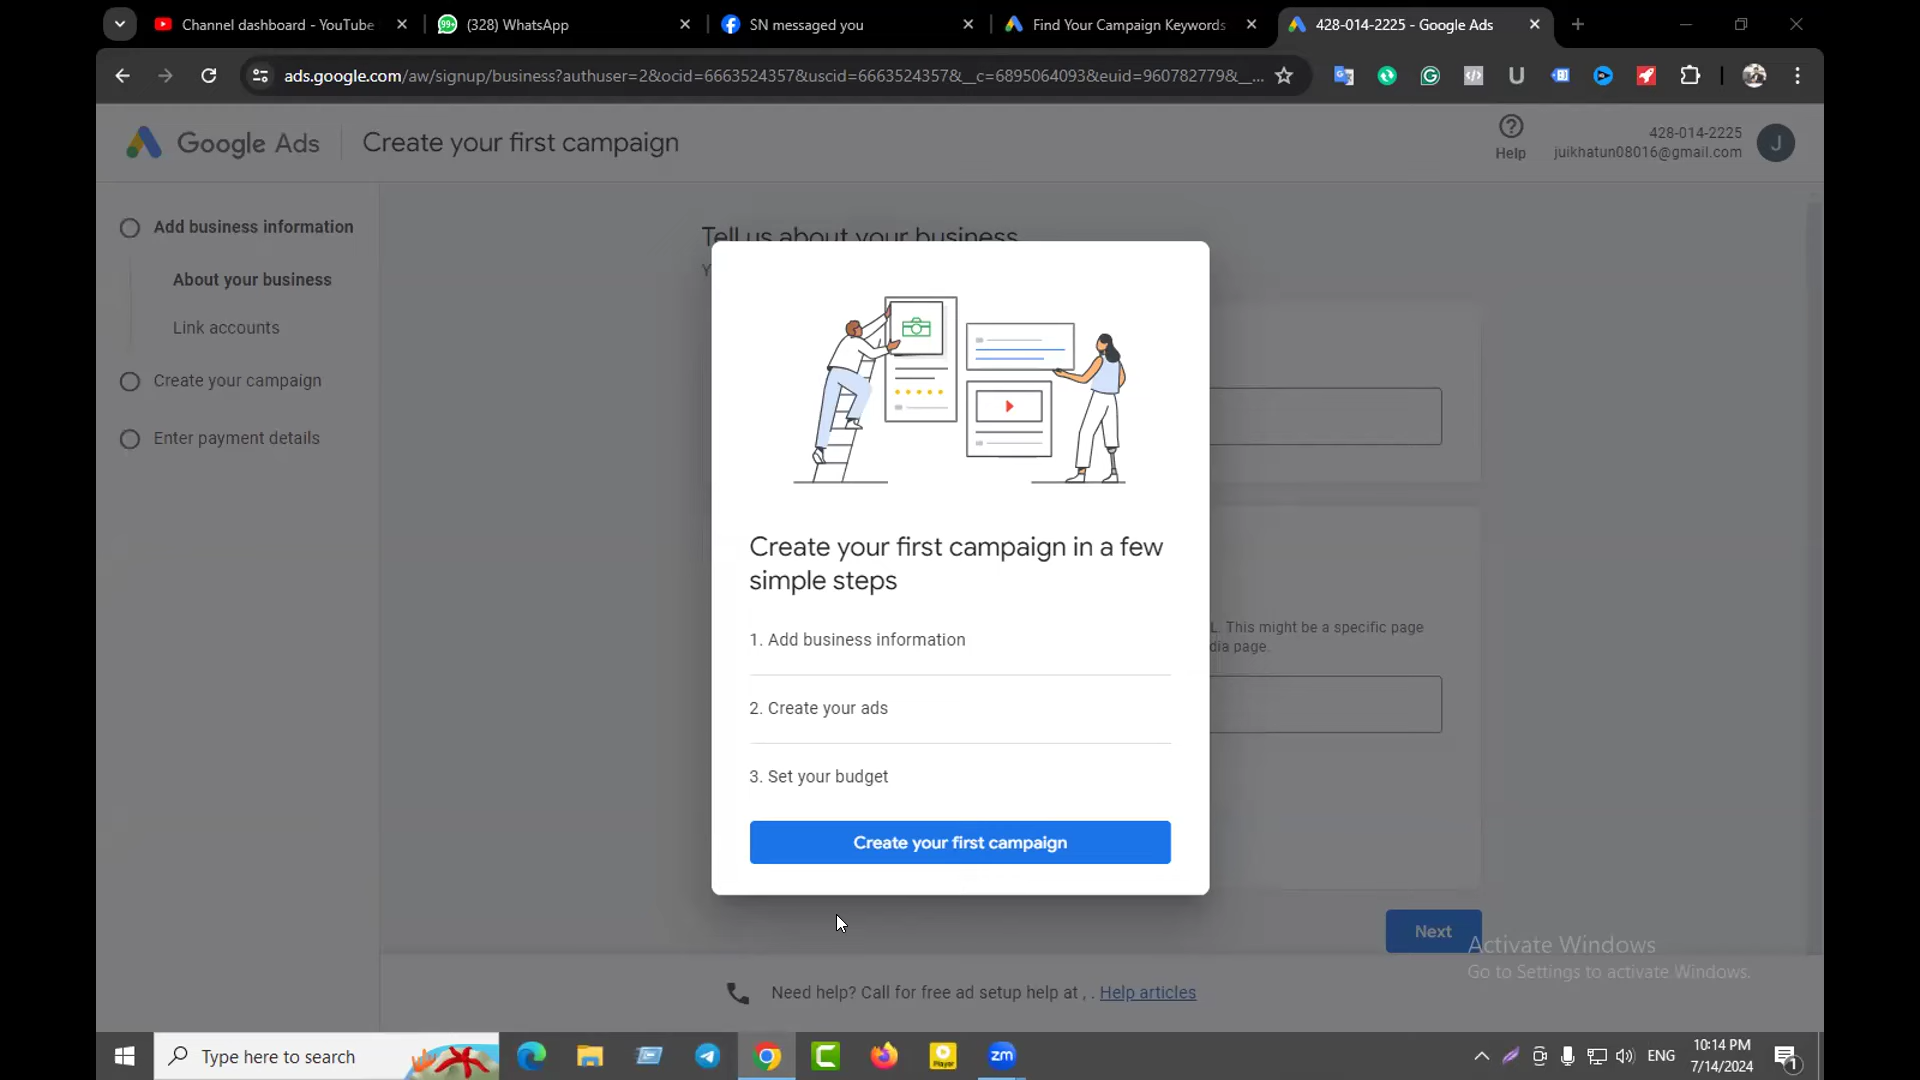 Channel dashboard - YouTube
(328) WhatsApp
SN messaged you
Find Your Campaign Keywords
428-014-2225 - Google Ads
ads.google.com/aw/signup/business?authuser=2&ocid=6663524357&uscid=6663524357&__c=6895064093&euid=960782779&__...
Google Ads
Create your first campaign
Help
428-014-2225
juikhatun08016@gmail.com
J
Add business information
About your business
Link accounts
Create your campaign
Enter payment details
Tell us about your business
Y
L. This might be a specific page
dia page.
Create your first campaign in a few
simple steps
1. Add business information
2. Create your ads
3. Set your budget
Create your first campaign
Next
Activate Windows
Go to Settings to activate Windows.
Need help? Call for free ad setup help at , . Help articles
Type here to search
Player
zm
ENG
10:14 PM
7/14/2024
1